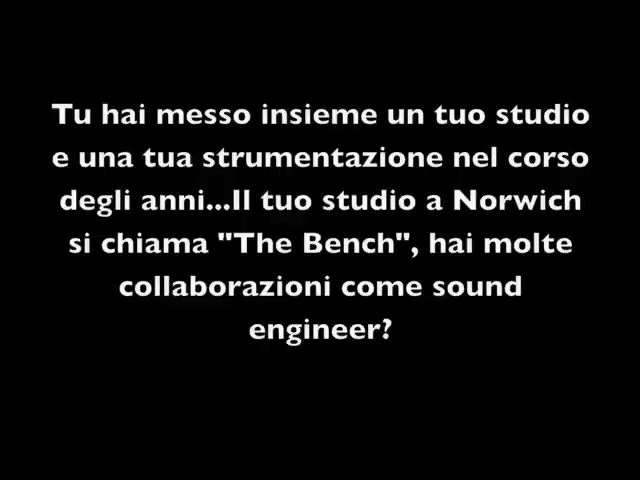 Tu hai messo insieme un tuo studio
e una tua strumentazione nel corso
degli anni...Il tuo studio a Norwich
si chiama "The Bench", hai molte
collaborazioni come sound
engineer?